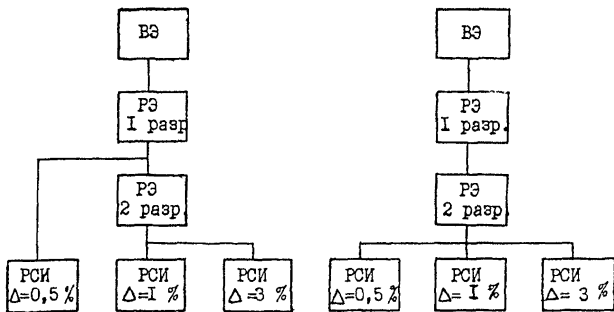 ВЭ
РЭ
I разр
РЭ
2 разр.
РСИ
Δ=0,5 %
РСИ
Δ=I %
РСИ
Δ=3 %
ВЭ
РЭ
I разр.
РЭ
2 разр.
РСИ
Δ=0,5 %
РСИ
Δ= I %
РСИ
Δ= 3 %